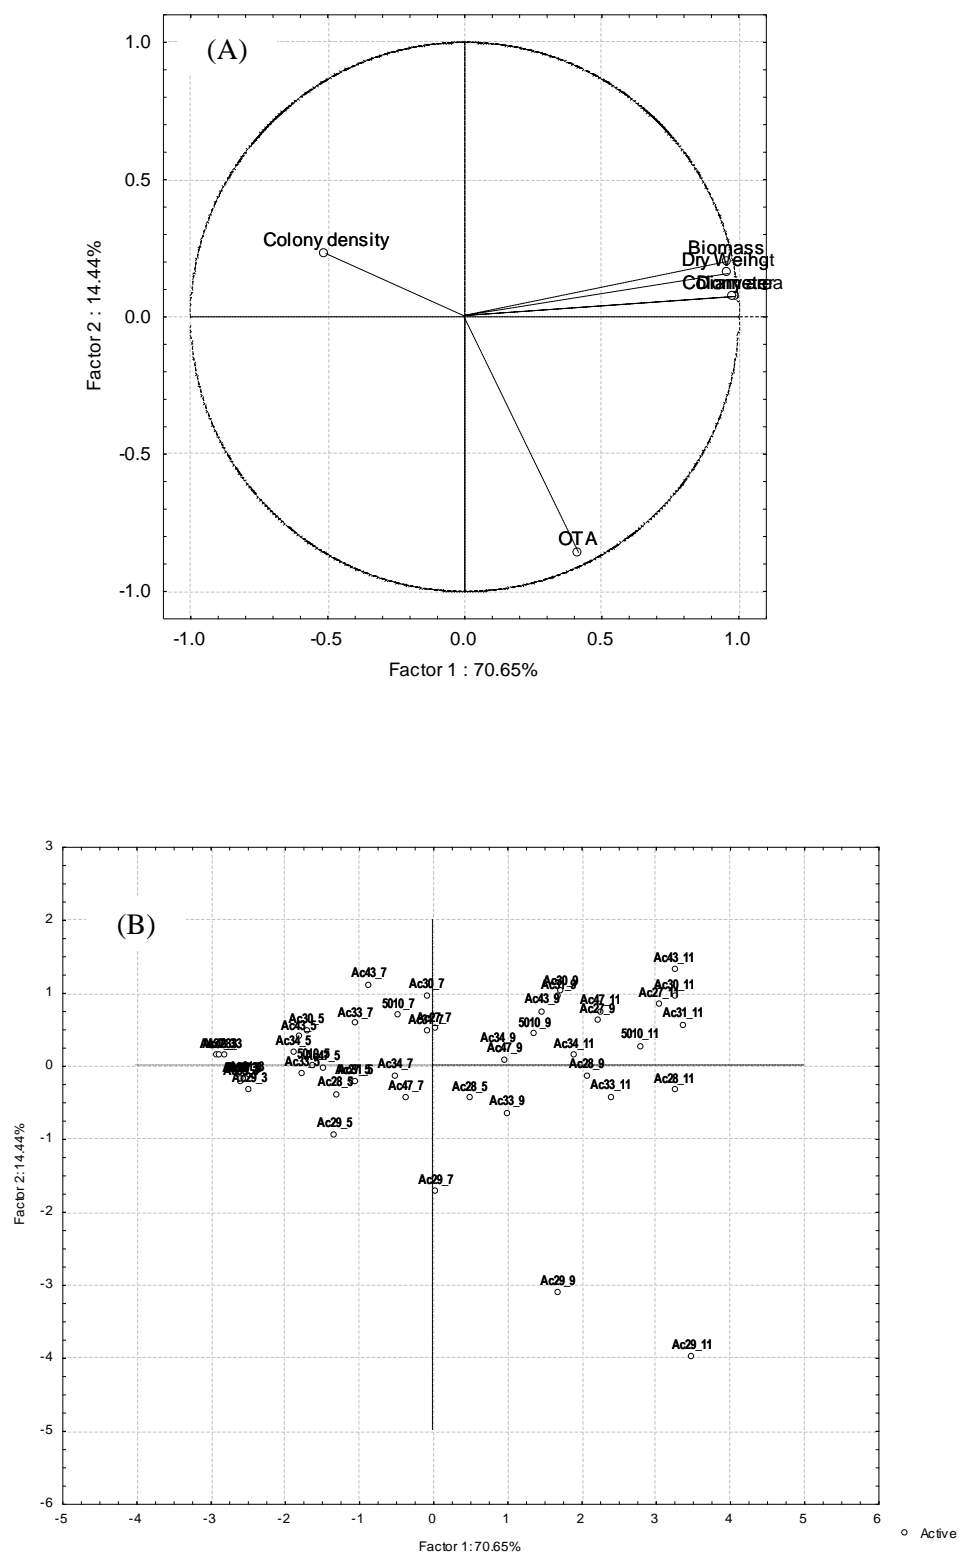 (A)
1.0
0.5
0.0
-0.5
-1.0
Factor 2 : 14.44%
Colony density
Biomass
Dry Weingt
OTA
-1.0 -0.5 0.0 0.5 1.0
Factor 1 : 70.65%
(B)
3
2
1
0
-1
-2
-3
-4
-5
-6
Factor 2:14.44%
Ac43_11
Ac43_7
Ac30_7
Ac30_9
Ac30_11
Ac27_11
Ac43_9
Ac47_11
Ac27_9
5010_7
Ac31_11
Ac33_7
Ac30_5
Ac43_5
5010_9
Ac34_5
Ac34_9
Ac47_9
Ac34_11
5010_11
Ac34_7
Ac28_9
Ac29_3
Ac28_5
Ac47_7
Ac28_5
Ac33_11
Ac28_11
Ac33_9
Ac29_5
Ac29_7
Ac29_9
Ac29_11
-5 -4 -3 -2 -1 0 1 2 3 4 5 6
Factor 1:70.65%
Active